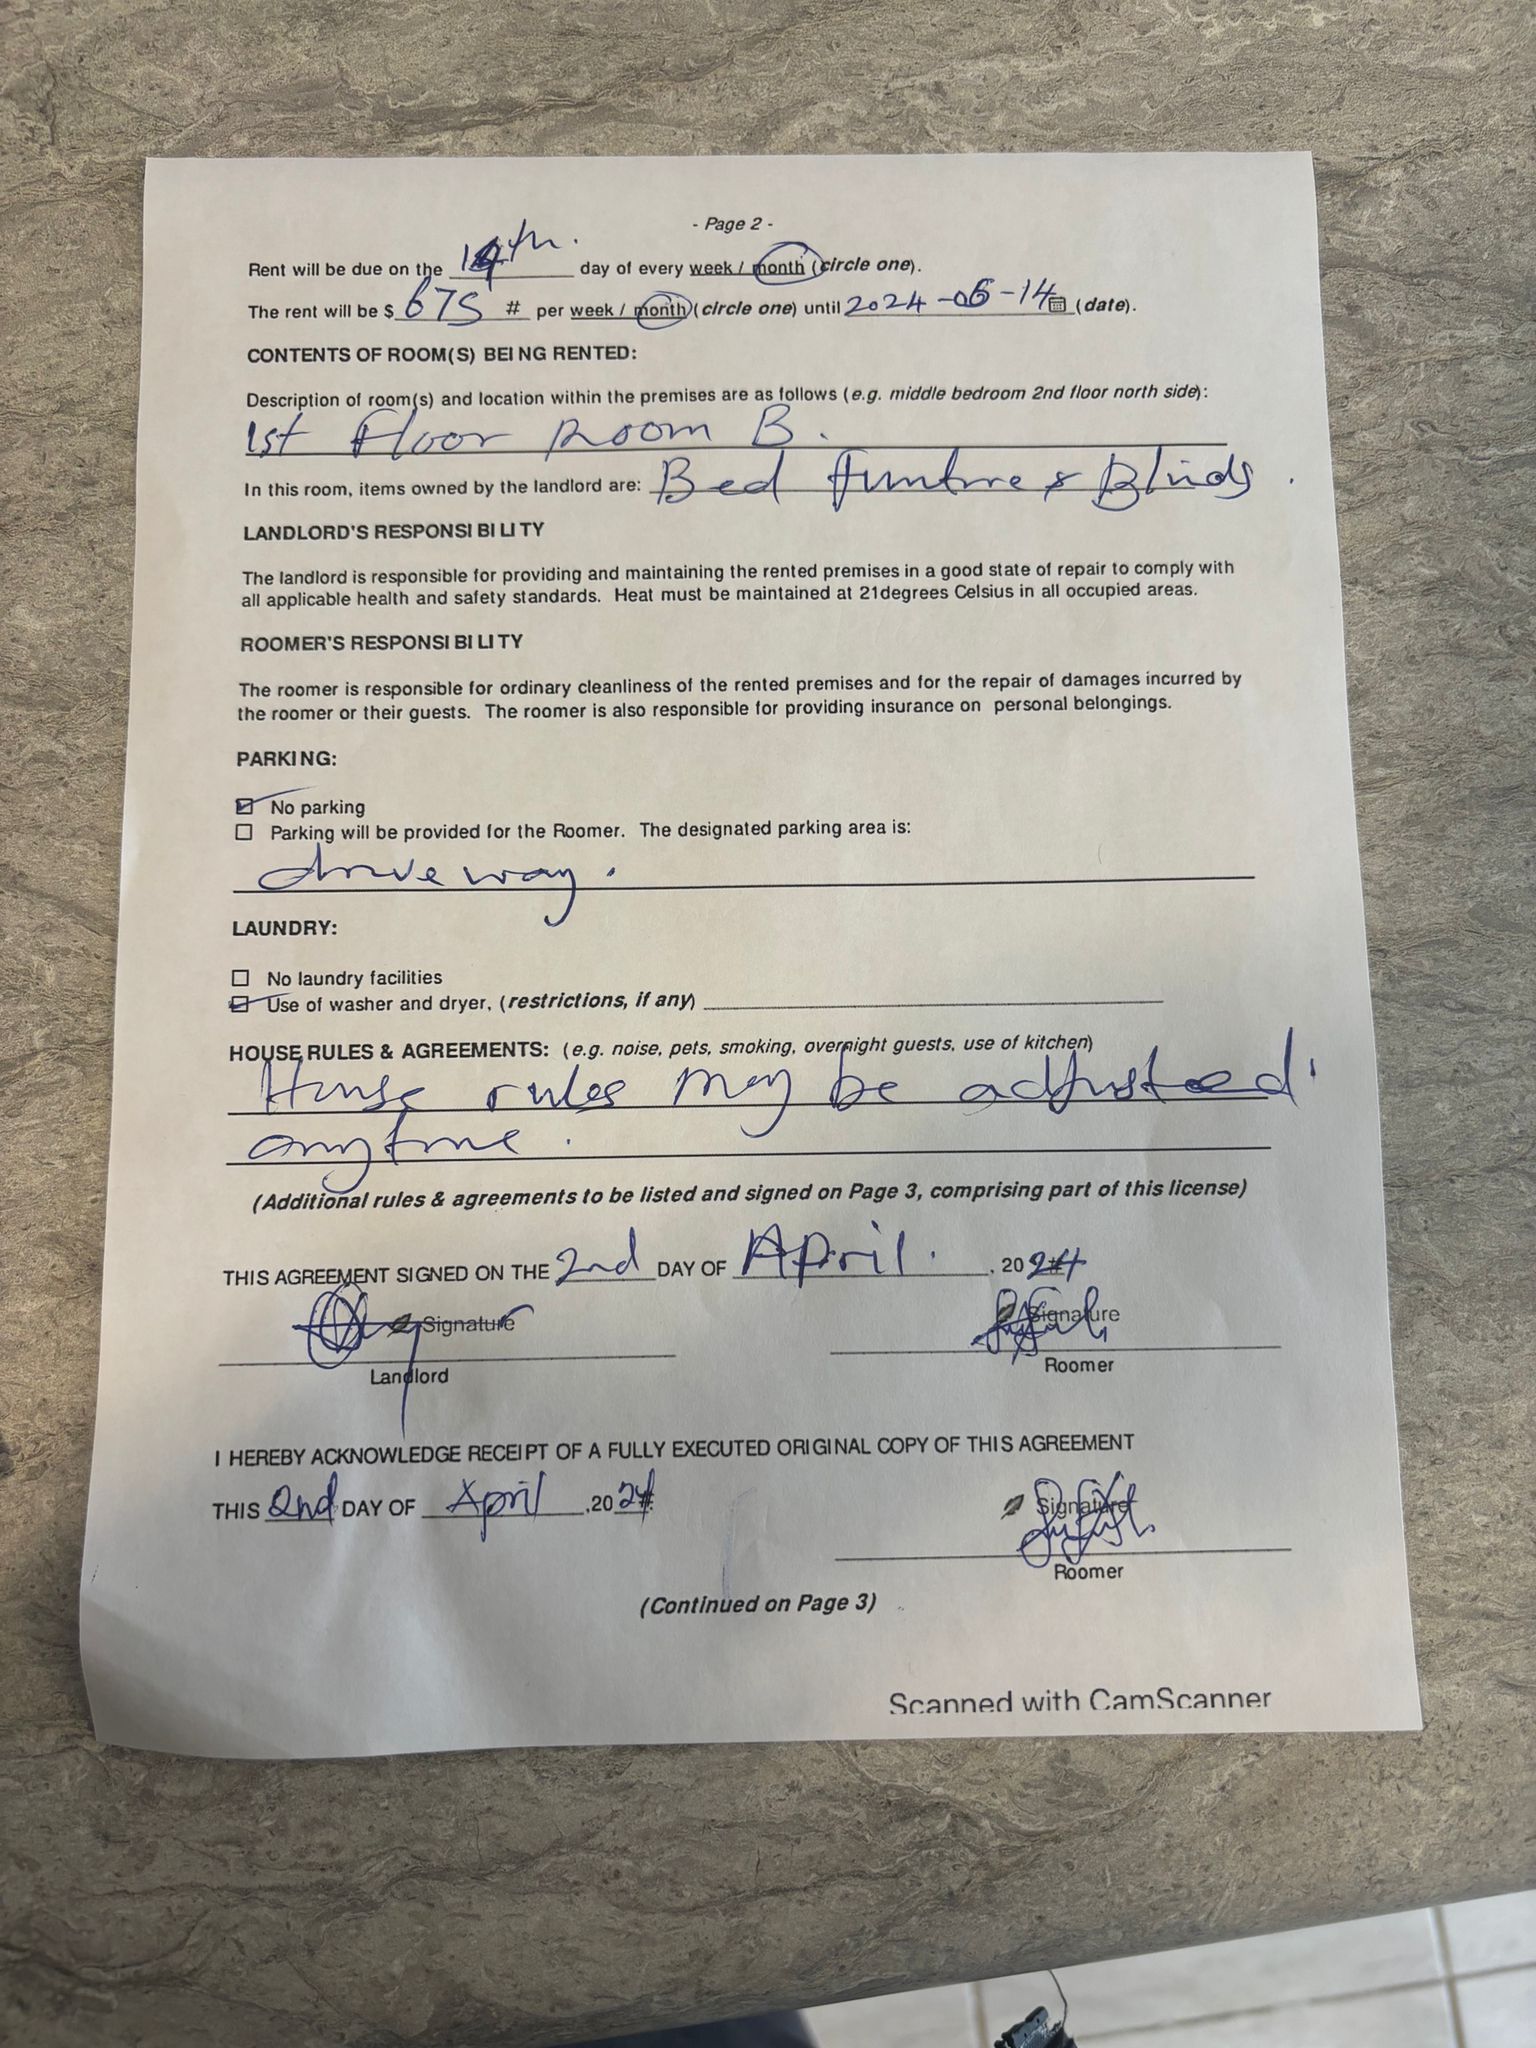 - Page 2 -
Rent will be due on the 14th. day of every week / month (circle one).
The rent will be $ 675 # per week / month (circle one) until 2024-06-14 (date).
CONTENTS OF ROOM(S) BEING RENTED:
Description of room(s) and location within the premises are as follows (e.g. middle bedroom 2nd floor north side):
1st Floor Room B.
In this room, items owned by the landlord are: Bed furniture & Blinds.
LANDLORD'S RESPONSIBILITY
The landlord is responsible for providing and maintaining the rented premises in a good state of repair to comply with
all applicable health and safety standards. Heat must be maintained at 21degrees Celsius in all occupied areas.
ROOMER'S RESPONSIBILITY
The roomer is responsible for ordinary cleanliness of the rented premises and for the repair of damages incurred by
the roomer or their guests. The roomer is also responsible for providing insurance on personal belongings.
PARKING:
No parking
Parking will be provided for the Roomer. The designated parking area is:
driveway.
LAUNDRY:
No laundry facilities
Use of washer and dryer, (restrictions, if any)
HOUSE RULES & AGREEMENTS: (e.g. noise, pets, smoking, overnight guests, use of kitchen)
House rules may be adjusteed
anytime.
(Additional rules & agreements to be listed and signed on Page 3, comprising part of this license)
THIS AGREEMENT SIGNED ON THE 2nd DAY OF April. , 20 24
Signature Signature
Landlord Roomer
I HEREBY ACKNOWLEDGE RECEIPT OF A FULLY EXECUTED ORIGINAL COPY OF THIS AGREEMENT
THIS 2nd DAY OF April ,20 24
Signature
Roomer
(Continued on Page 3)
Scanned with CamScanner